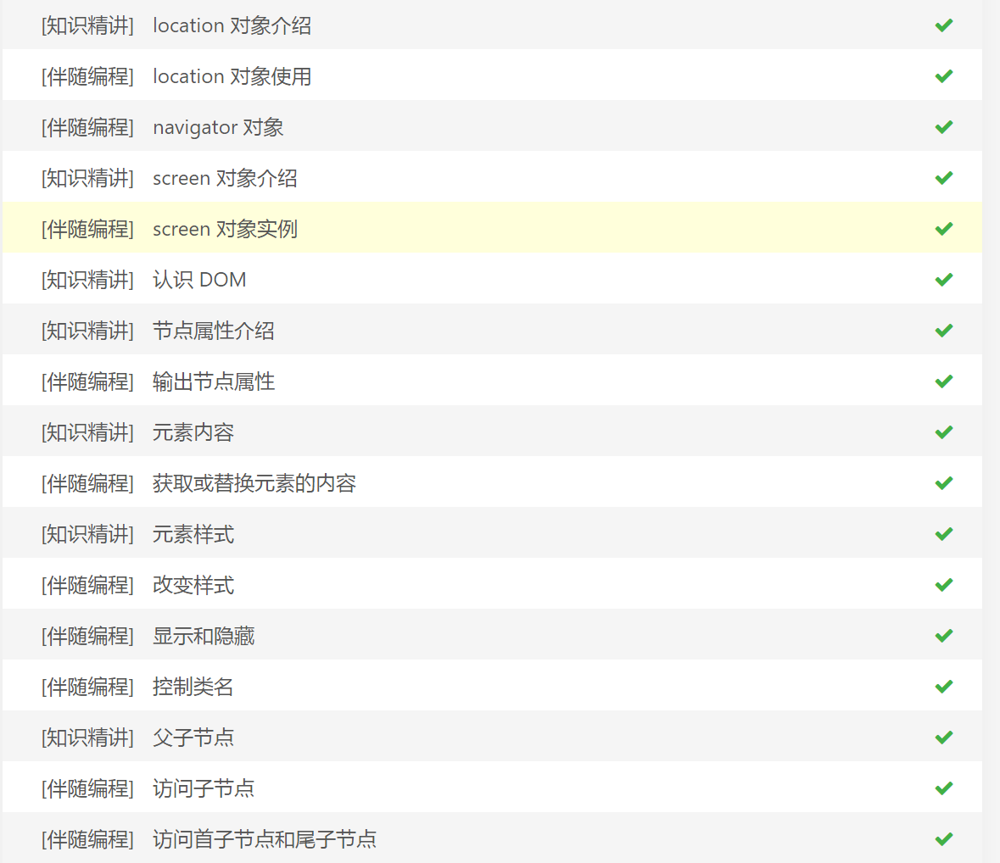 [知识精讲] location 对象介绍
[伴随编程] location 对象使用
[伴随编程] navigator 对象
[知识精讲] screen 对象介绍
[伴随编程] screen 对象实例
[知识精讲] 认识 DOM
[知识精讲] 节点属性介绍
[伴随编程] 输出节点属性
[知识精讲] 元素内容
[伴随编程] 获取或替换元素的内容
[知识精讲] 元素样式
[伴随编程] 改变样式
[伴随编程] 显示和隐藏
[伴随编程] 控制类名
[知识精讲] 父子节点
[伴随编程] 访问子节点
[伴随编程] 访问首子节点和尾子节点